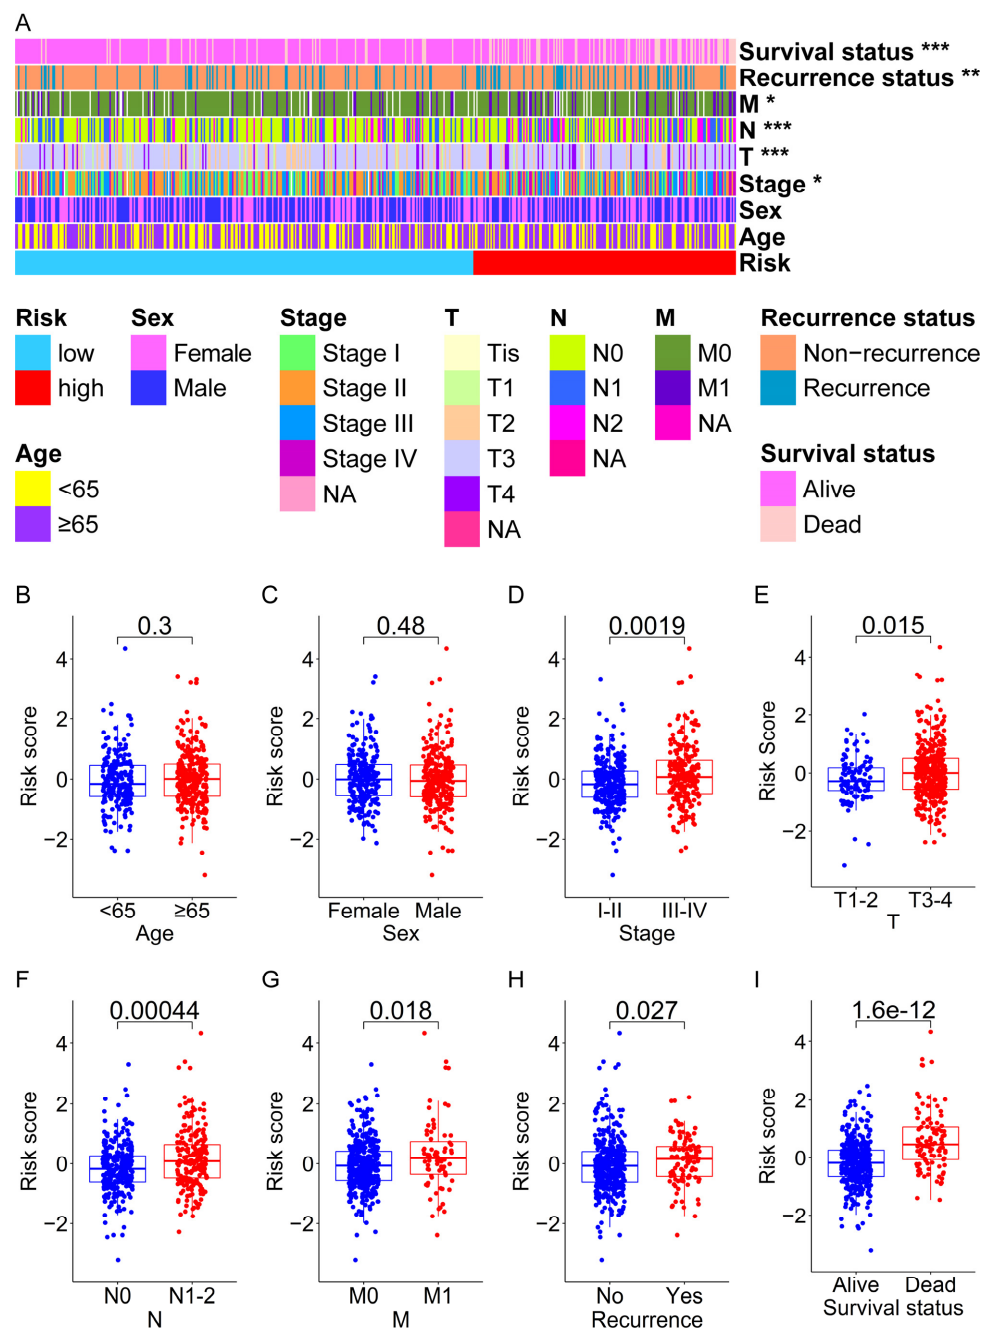 A
Survival status ***
Recurrence status **
M *
N ***
T ***
Stage *
Sex
Age
Risk
Risk
low
high
Age
<65
≥65
Sex
Female
Male
Stage
Stage I
Stage II
Stage III
Stage IV
NA
T
Tis
T1
T2
T3
T4
NA
N
N0
N1
N2
NA
M
M0
M1
NA
Recurrence status
Non−recurrence
Recurrence
Survival status
Alive
Dead
B
0.3
Risk score
4
2
0
−2
<65 ≥65
Age
C
0.48
Risk score
4
2
0
−2
Female Male
Sex
D
0.0019
Risk score
4
2
0
−2
I-II III-IV
Stage
E
0.015
Risk Score
4
2
0
−2
T1-2 T3-4
T
F
0.00044
Risk score
4
2
0
−2
N0 N1-2
N
G
0.018
Risk score
4
2
0
−2
M0 M1
M
H
0.027
Risk score
4
2
0
−2
No Yes
Recurrence
I
1.6e-12
Risk score
4
2
0
−2
Alive Dead
Survival status